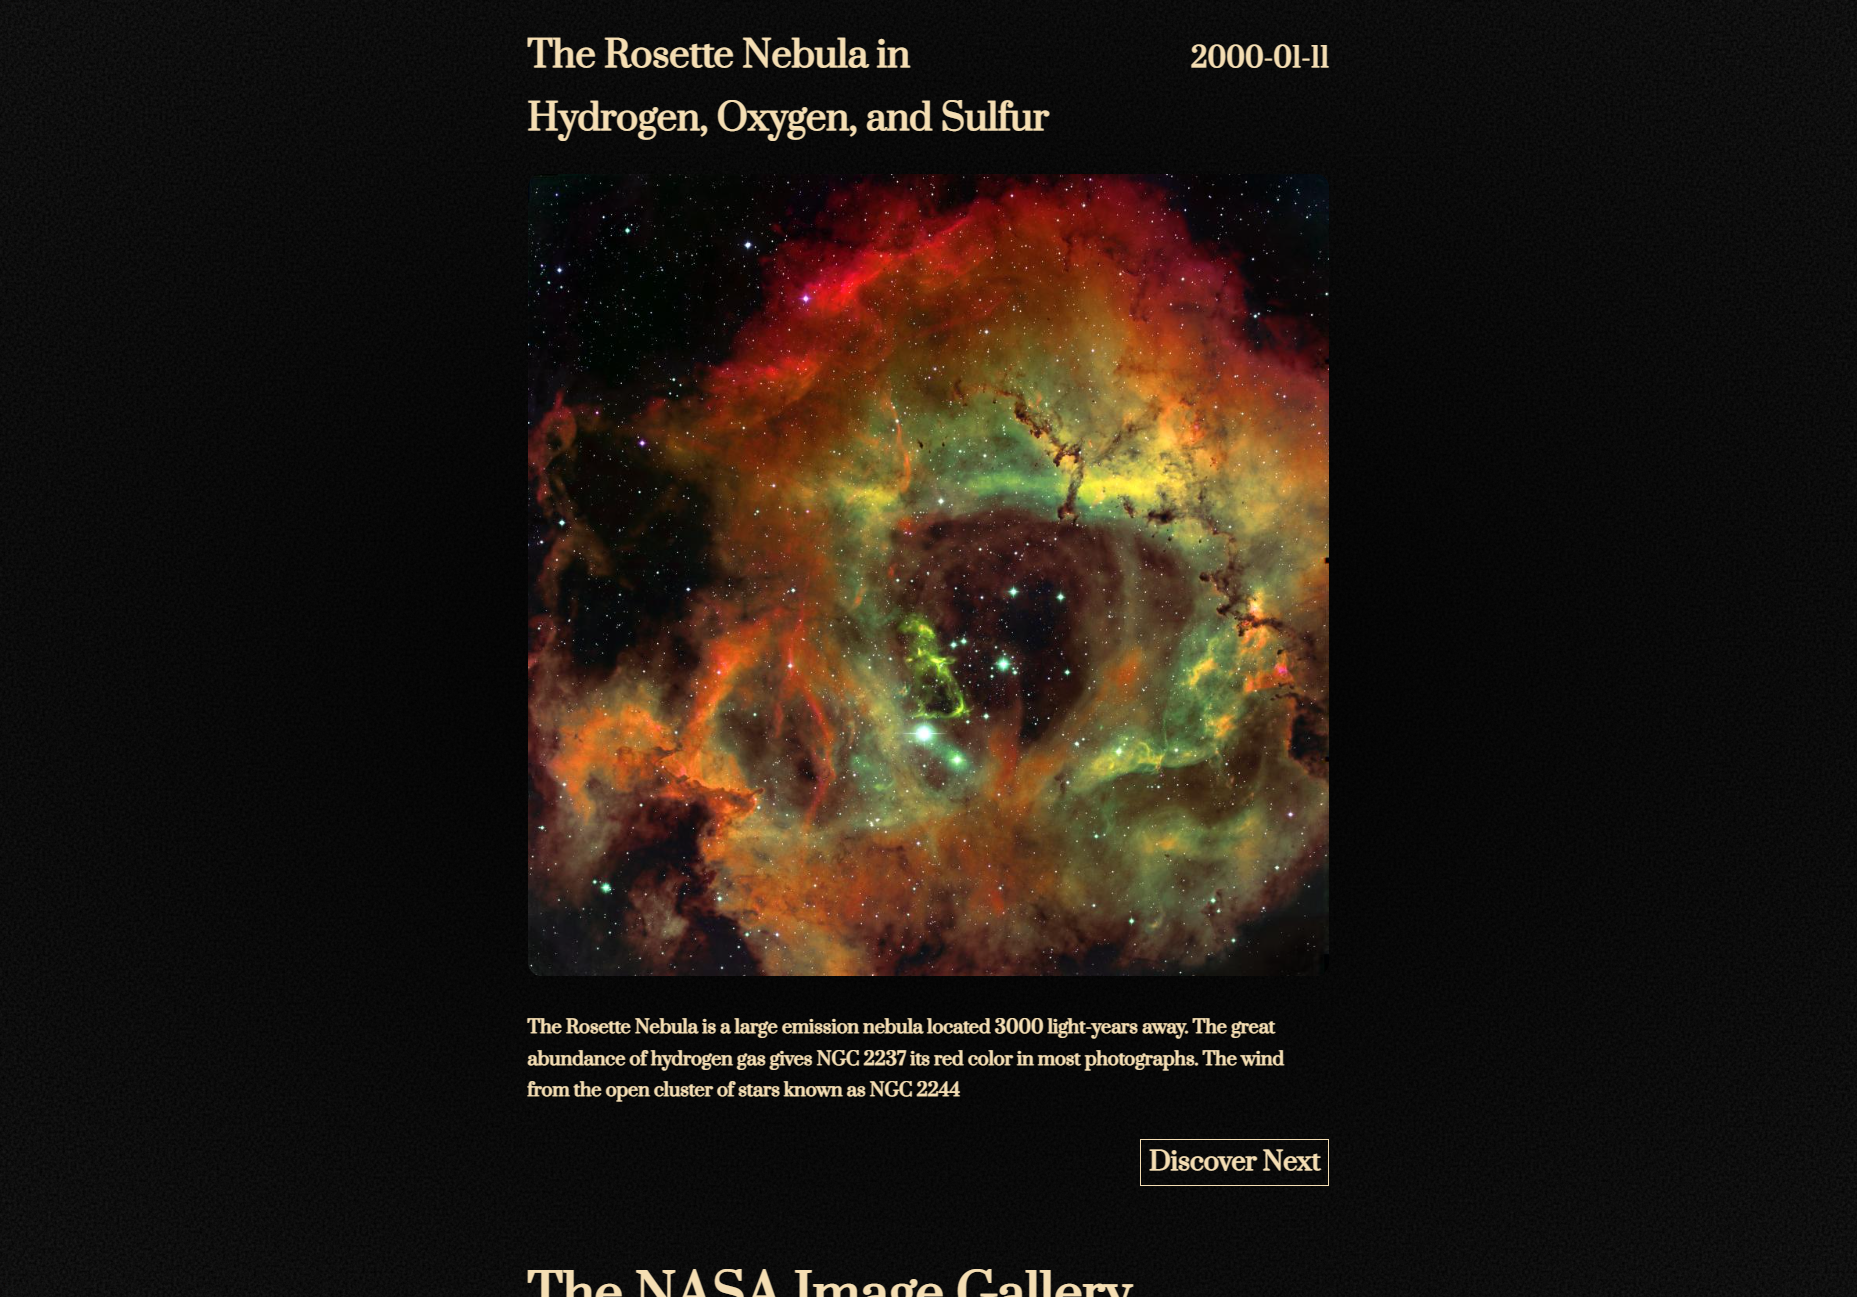 The Rosette Nebula in
Hydrogen, Oxygen, and Sulfur
2000-01-11
The Rosette Nebula is a large emission nebula located 3000 light-years away. The great
abundance of hydrogen gas gives NGC 2237 its red color in most photographs. The wind
from the open cluster of stars known as NGC 2244
Discover Next
The NASA Image Gallery